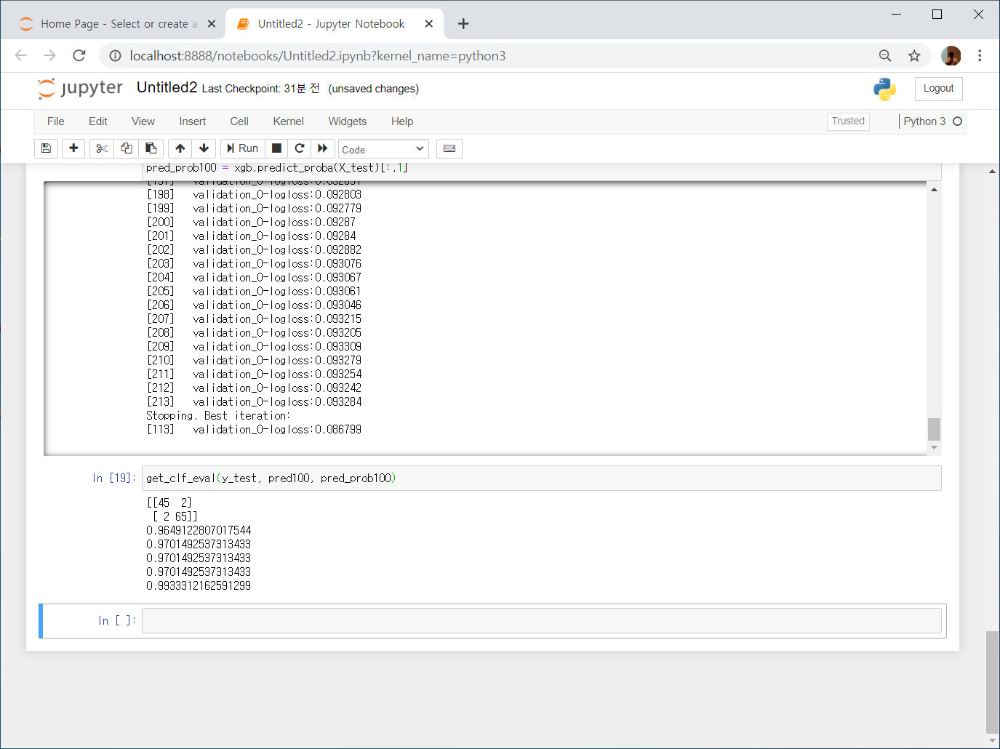 Home Page - Select or create a
Untitled2 - Jupyter Notebook
localhost:8888/notebooks/Untitled2.ipynb?kernel_name=python3
jupyter Untitled2 Last Checkpoint: 31분 전 (unsaved changes)
Logout
File Edit View Insert Cell Kernel Widgets Help
Trusted
Python 3
Run
Code
pred_prob100 = xgb.predict_proba(X_test)[:,1]
[198] validation_0-logloss:0.092803
[199] validation_0-logloss:0.092779
[200] validation_0-logloss:0.09287
[201] validation_0-logloss:0.09284
[202] validation_0-logloss:0.092882
[203] validation_0-logloss:0.093076
[204] validation_0-logloss:0.093067
[205] validation_0-logloss:0.093061
[206] validation_0-logloss:0.093046
[207] validation_0-logloss:0.093215
[208] validation_0-logloss:0.093205
[209] validation_0-logloss:0.093309
[210] validation_0-logloss:0.093279
[211] validation_0-logloss:0.093254
[212] validation_0-logloss:0.093242
[213] validation_0-logloss:0.093284
Stopping. Best iteration:
[113] validation_0-logloss:0.086799
In [19]: get_clf_eval(y_test, pred100, pred_prob100)
[[45 2]
[ 2 65]]
0.9649122807017544
0.9701492537313433
0.9701492537313433
0.9701492537313433
0.9933312162591299
In [ ]: